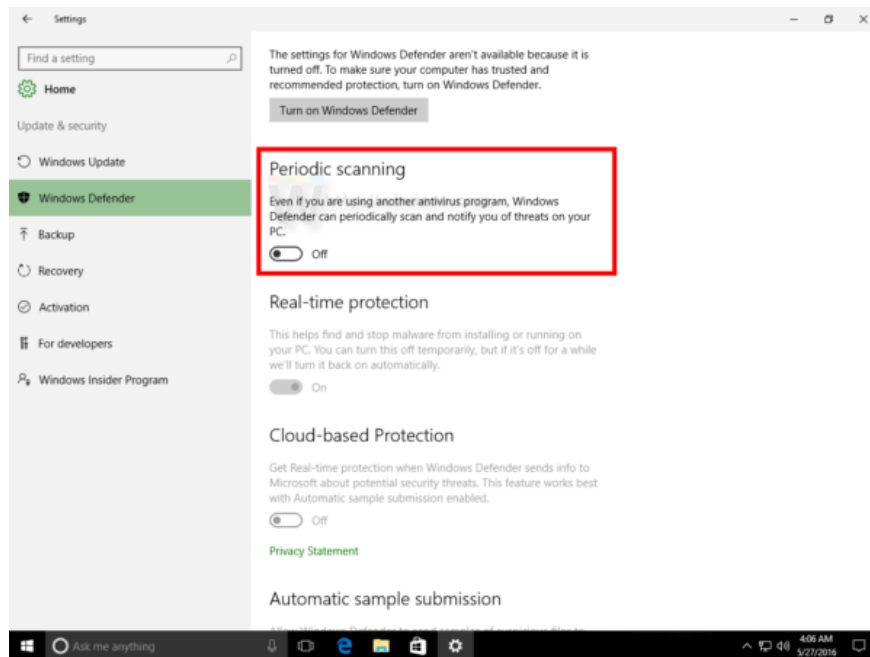 Settings
Find a setting
Home
Update & security
Windows Update
Windows Defender
Backup
Recovery
Activation
For developers
Windows Insider Program
The settings for Windows Defender aren't available because it is
turned off. To make sure your computer has trusted and
recommended protection, turn on Windows Defender.
Turn on Windows Defender
Periodic scanning
Even if you are using another antivirus program, Windows
Defender can periodically scan and notify you of threats on your
PC.
Off
Real-time protection
This helps find and stop malware from installing or running on
your PC. You can turn this off temporarily, but if it's off for a while
we'll turn it back on automatically.
On
Cloud-based Protection
Get Real-time protection when Windows Defender sends info to
Microsoft about potential security threats. This feature works best
with Automatic sample submission enabled.
Off
Privacy Statement
Automatic sample submission
Ask me anything
4:06 AM
5/27/2016